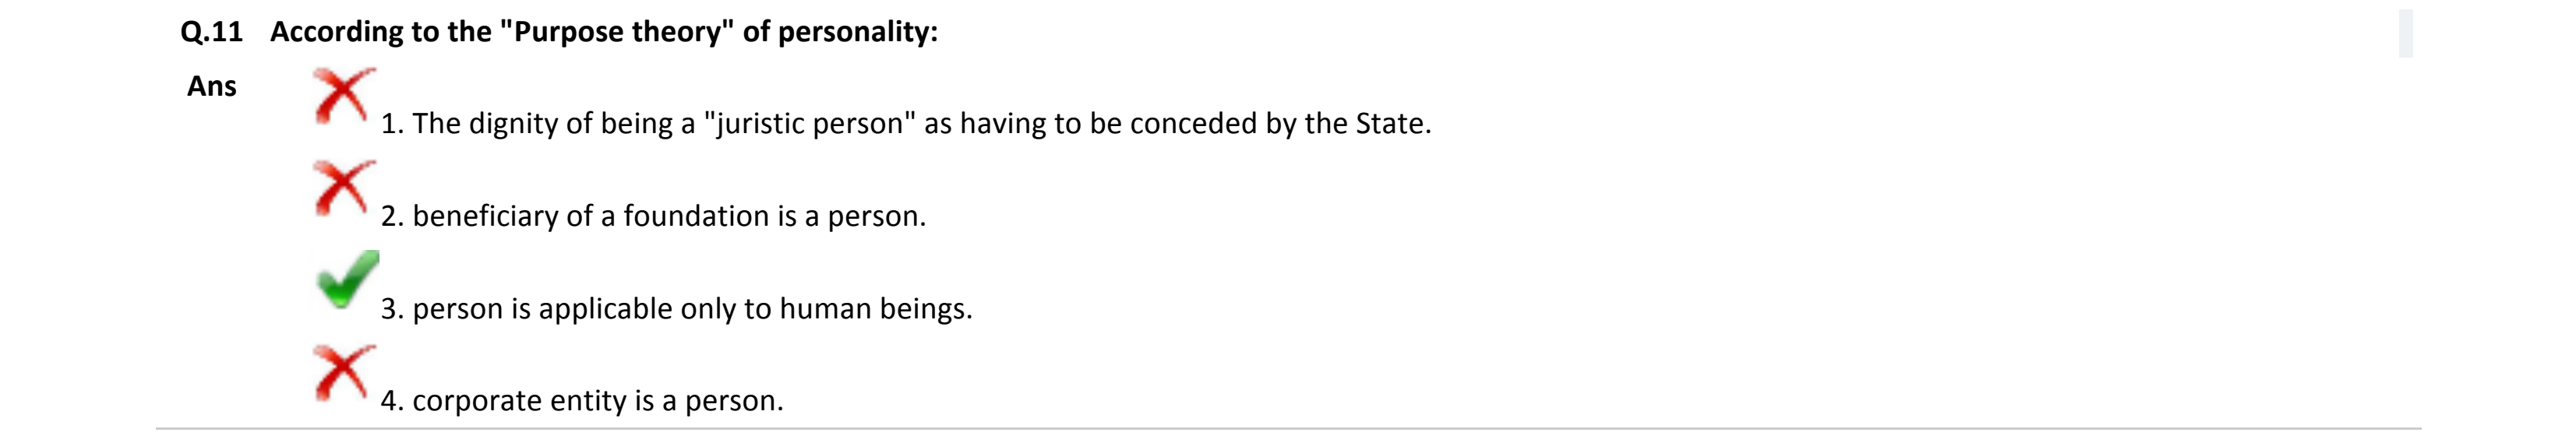 Q.11 According to the "Purpose theory" of personality:
Ans
1. The dignity of being a "juristic person" as having to be conceded by the State.
2. beneficiary of a foundation is a person.
3. person is applicable only to human beings.
4. corporate entity is a person.